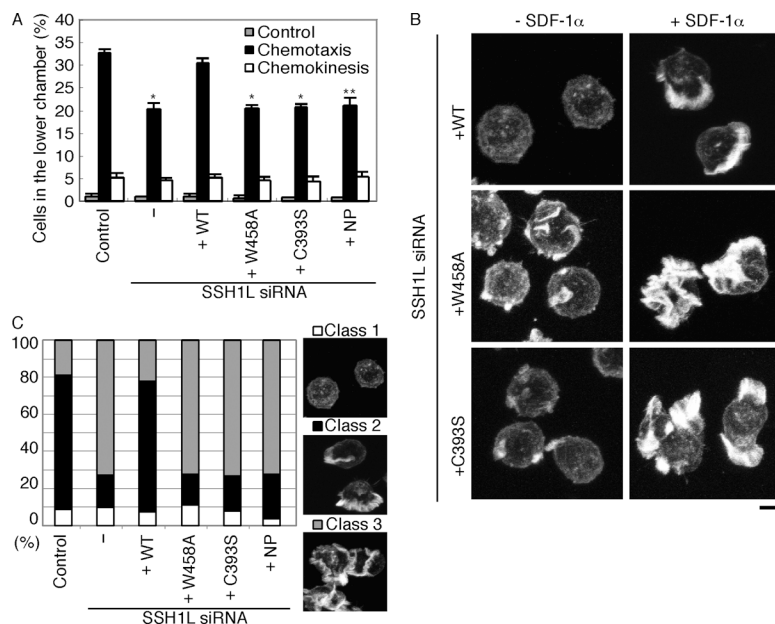 A
Cells in the lower chamber (%)
40
35
30
25
20
15
10
5
0
Control
Chemotaxis
Chemokinesis
*
*
*
**
Control
–
+ WT
+ W458A
+ C393S
+ NP
SSH1L siRNA
B
- SDF-1α
+ SDF-1α
SSH1L siRNA
+WT
+W458A
+C393S
C
100
80
60
40
20
0
(%)
Control
–
+ WT
+ W458A
+ C393S
+ NP
SSH1L siRNA
Class 1
Class 2
Class 3